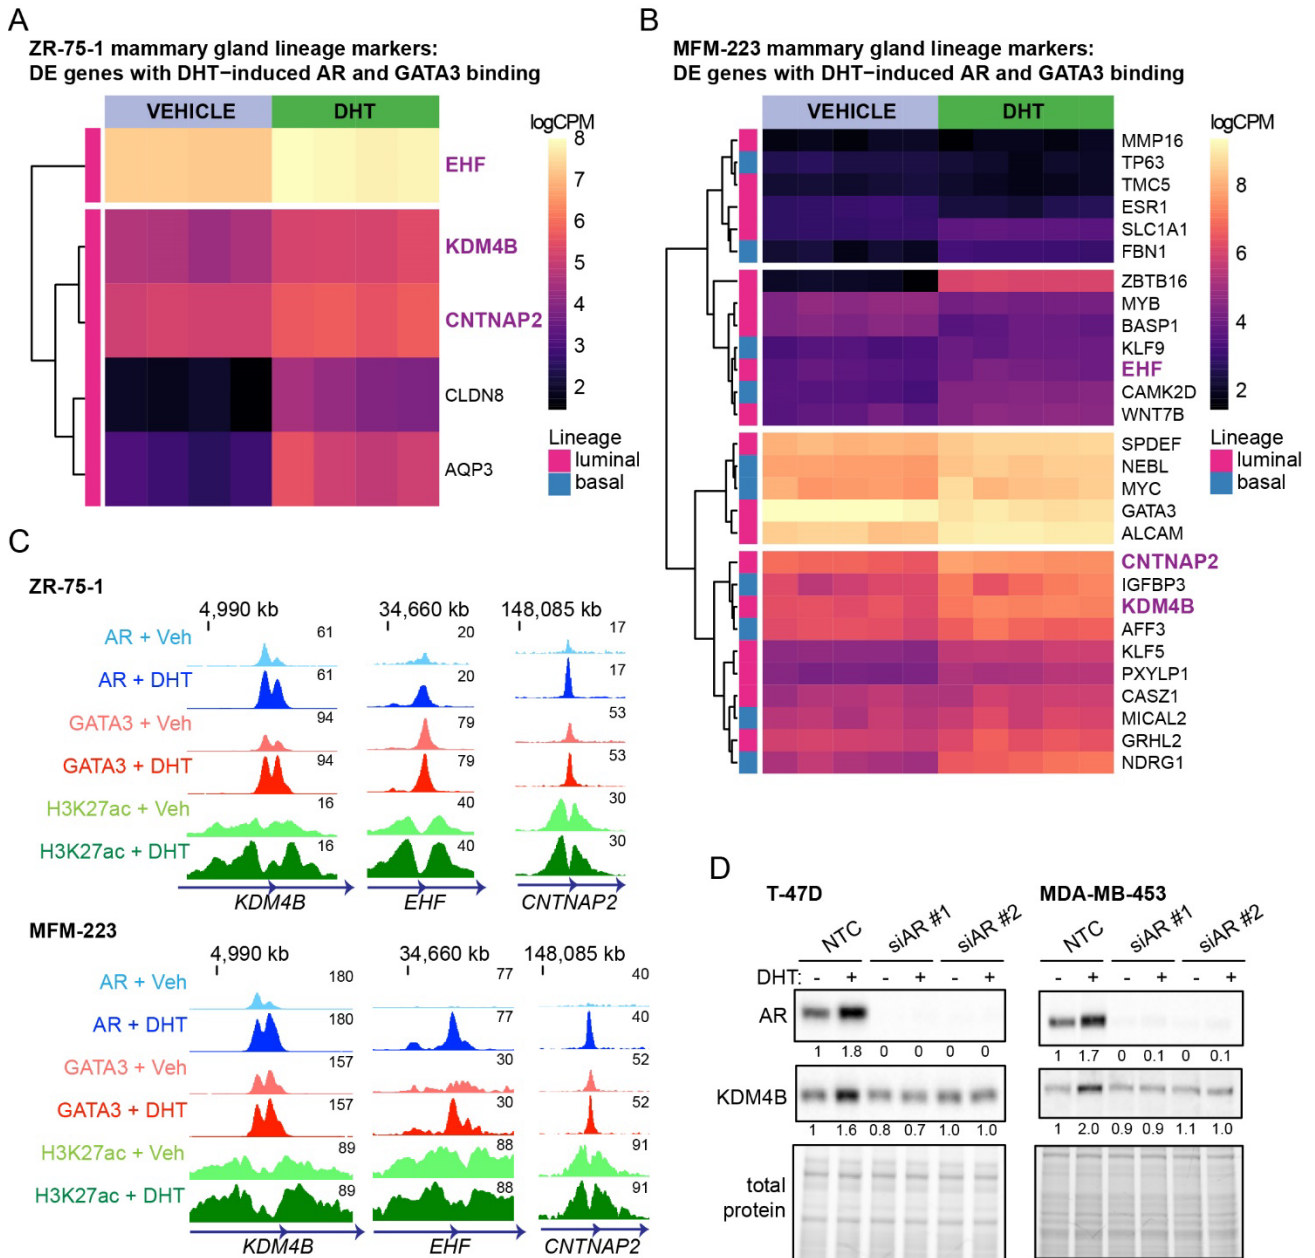 A
ZR-75-1 mammary gland lineage markers:
DE genes with DHT-induced AR and GATA3 binding
VEHICLE DHT
logCPM
8
7
6
5
4
3
2
EHF
KDM4B
CNTNAP2
CLDN8
AQP3
Lineage
luminal
basal
B
MFM-223 mammary gland lineage markers:
DE genes with DHT-induced AR and GATA3 binding
VEHICLE DHT
MMP16
TP63
TMC5
ESR1
SLC1A1
FBN1
ZBTB16
MYB
BASP1
KLF9
EHF
CAMK2D
WNT7B
SPDEF
NEBL
MYC
GATA3
ALCAM
CNTNAP2
IGFBP3
KDM4B
AFF3
KLF5
PXYLP1
CASZ1
MICAL2
GRHL2
NDRG1
logCPM
8
6
4
2
Lineage
luminal
basal
C
ZR-75-1
4,990 kb 34,660 kb 148,085 kb
AR + Veh 61 20 17
AR + DHT 61 20 17
GATA3 + Veh 94 79 53
GATA3 + DHT 94 79 53
H3K27ac + Veh 16 40 30
H3K27ac + DHT 16 40 30
KDM4B EHF CNTNAP2
MFM-223
4,990 kb 34,660 kb 148,085 kb
AR + Veh 180 77 40
AR + DHT 180 77 40
GATA3 + Veh 157 30 52
GATA3 + DHT 157 30 52
H3K27ac + Veh 89 88 91
H3K27ac + DHT 89 88 91
KDM4B EHF CNTNAP2
D
T-47D MDA-MB-453
NTC siAR #1 siAR #2 NTC siAR #1 siAR #2
DHT: - + - + - + - + - + - +
AR
1 1.8 0 0 0 0 1 1.7 0 0.1 0 0.1
KDM4B
1 1.6 0.8 0.7 1.0 1.0 1 2.0 0.9 0.9 1.1 1.0
total
protein